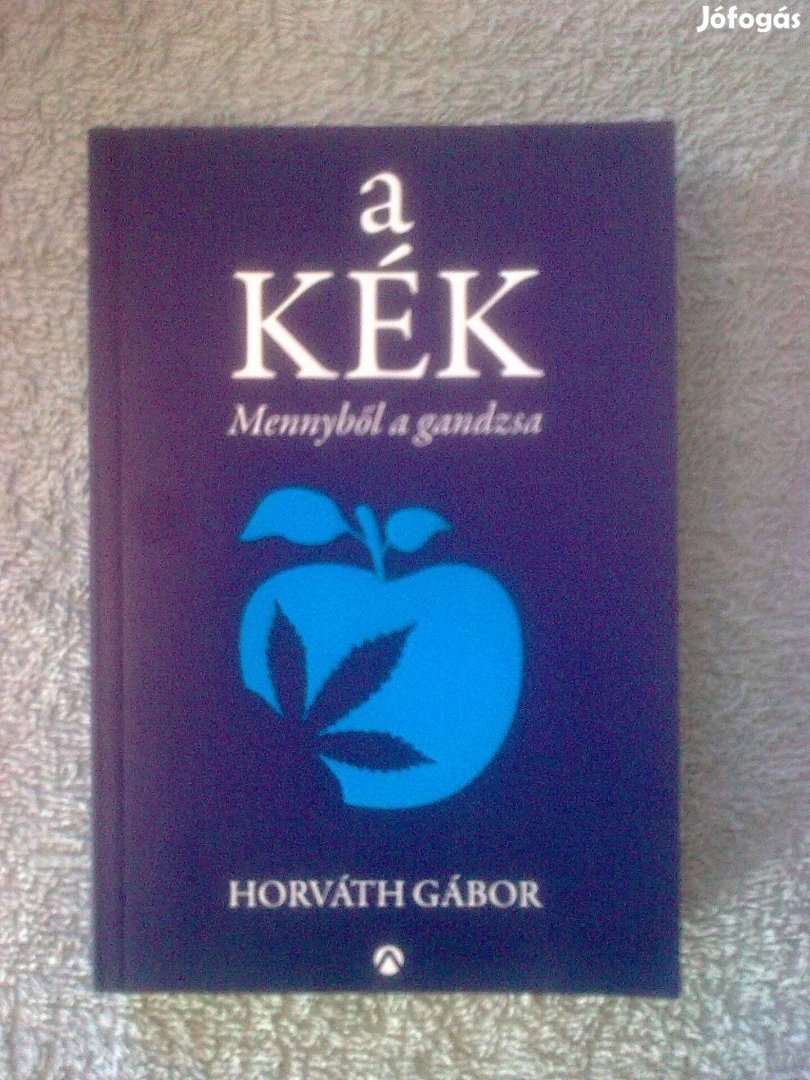 Jófogás
a
KÉK
Mennyből a gandzsa
HORVÁTH GÁBOR